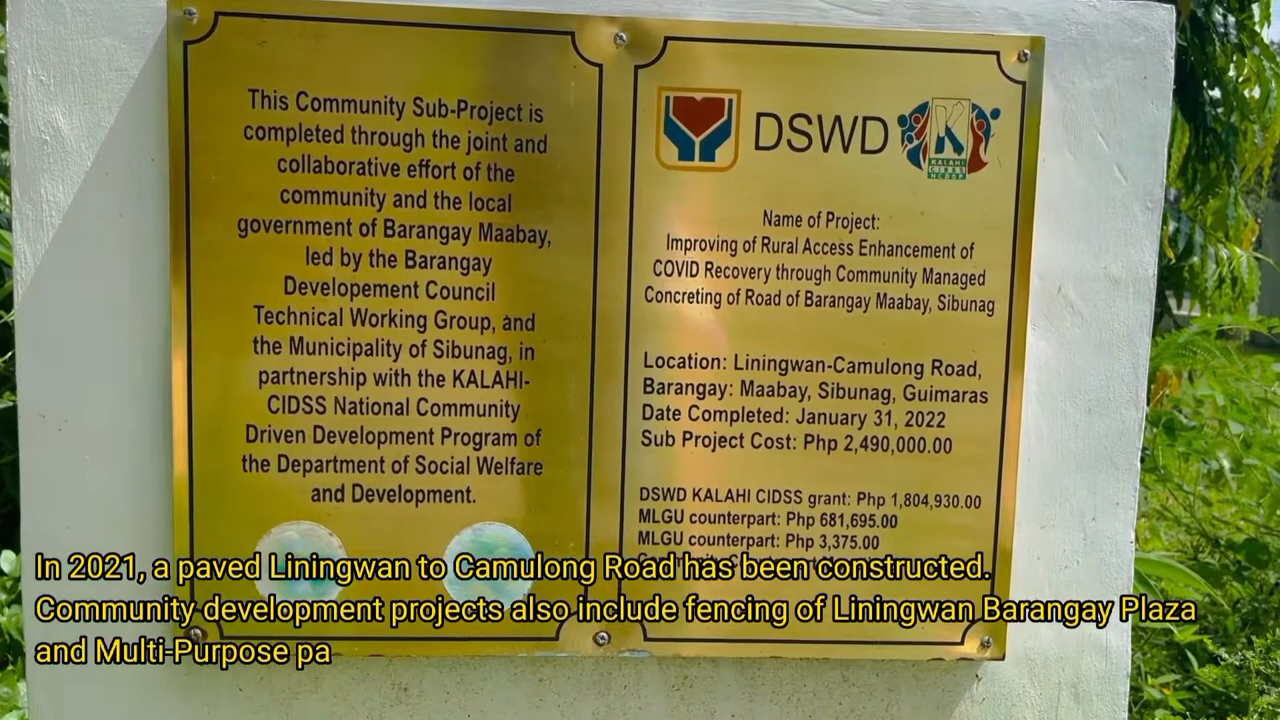 This Community Sub-Project is
completed through the joint and
collaborative effort of the
community and the local
government of Barangay Maabay,
led by the Barangay
Developement Council
Technical Working Group, and
the Municipality of Sibunag, in
partnership with the KALAHI-
CIDSS National Community
Driven Development Program of
the Department of Social Welfare
and Development.
DSWD
K
KALAHI
CIDSS
NCDDP
Name of Project:
Improving of Rural Access Enhancement of
COVID Recovery through Community Managed
Concreting of Road of Barangay Maabay, Sibunag
Location: Liningwan-Camulong Road,
Barangay: Maabay, Sibunag, Guimaras
Date Completed: January 31, 2022
Sub Project Cost: Php 2,490,000.00
DSWD KALAHI CIDSS grant: Php 1,804,930.00
MLGU counterpart: Php 681,695.00
MLGU counterpart: Php 3,375.00
In 2021, a paved Liningwan to Camulong Road has been constructed.
Community development projects also include fencing of Liningwan Barangay Plaza
and Multi-Purpose pa